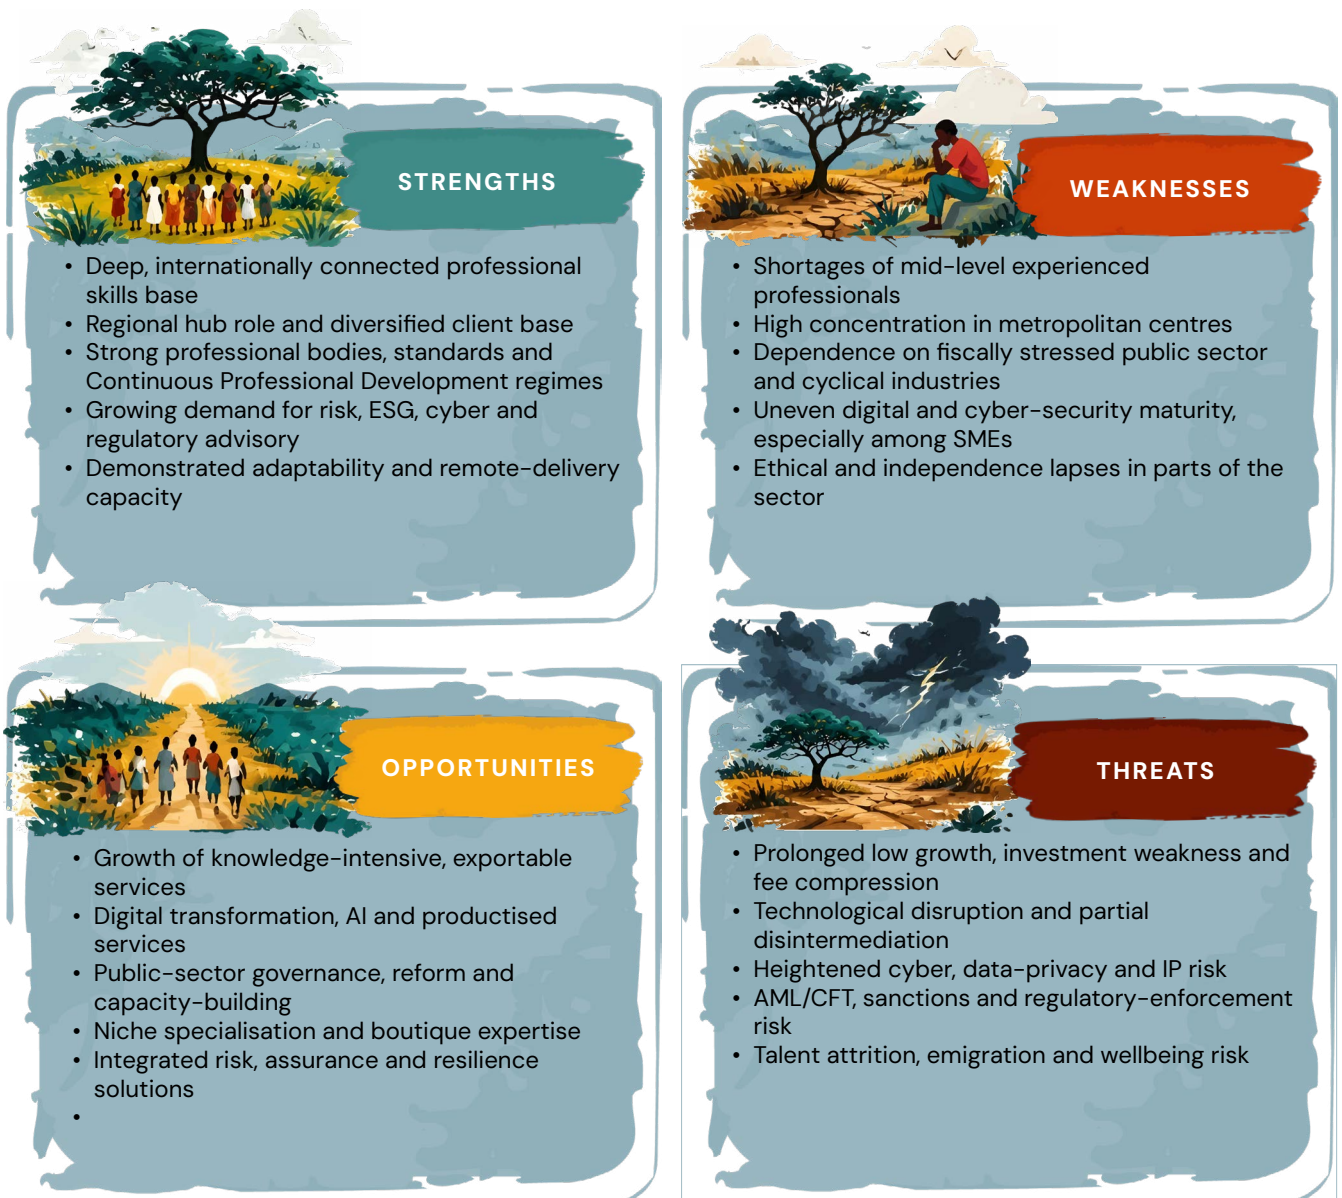 STRENGTHS
• Deep, internationally connected professional
skills base
• Regional hub role and diversified client base
• Strong professional bodies, standards and
Continuous Professional Development regimes
• Growing demand for risk, ESG, cyber and
regulatory advisory
• Demonstrated adaptability and remote-delivery
capacity
WEAKNESSES
• Shortages of mid-level experienced
professionals
• High concentration in metropolitan centres
• Dependence on fiscally stressed public sector
and cyclical industries
• Uneven digital and cyber-security maturity,
especially among SMEs
• Ethical and independence lapses in parts of the
sector
OPPORTUNITIES
• Growth of knowledge-intensive, exportable
services
• Digital transformation, AI and productised
services
• Public-sector governance, reform and
capacity-building
• Niche specialisation and boutique expertise
• Integrated risk, assurance and resilience
solutions
•
THREATS
• Prolonged low growth, investment weakness and
fee compression
• Technological disruption and partial
disintermediation
• Heightened cyber, data-privacy and IP risk
• AML/CFT, sanctions and regulatory-enforcement
risk
• Talent attrition, emigration and wellbeing risk